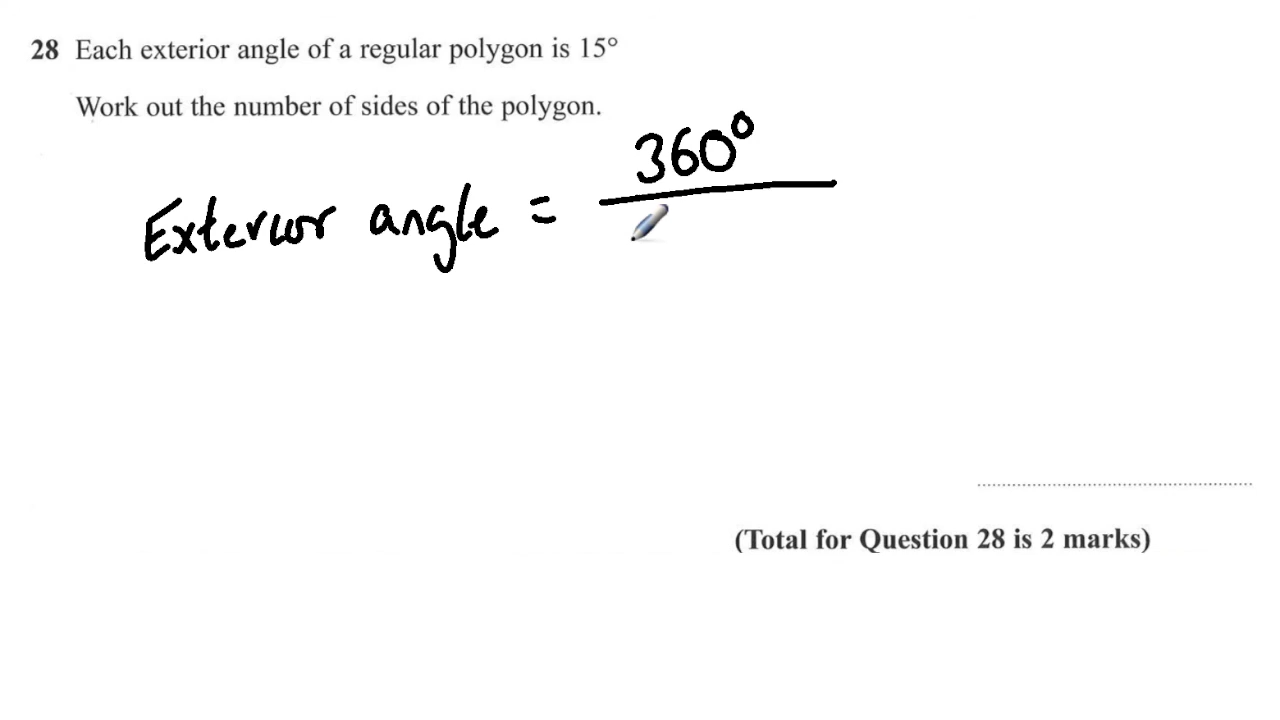 28 Each exterior angle of a regular polygon is 15°
Work out the number of sides of the polygon.
360°
Exterior angle =
(Total for Question 28 is 2 marks)